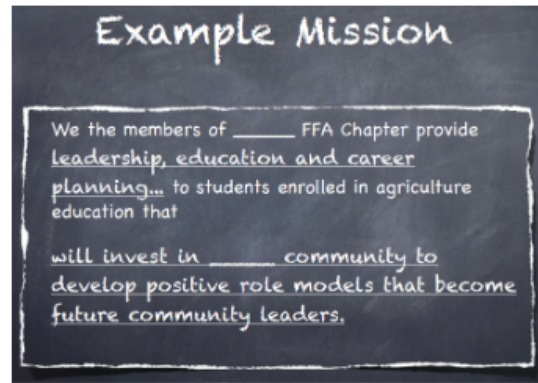 Example Mission
We the members of ______ FFA Chapter provide
leadership, education and career
planning... to students enrolled in agriculture
education that
will invest in ______ community to
develop positive role models that become
future community leaders.